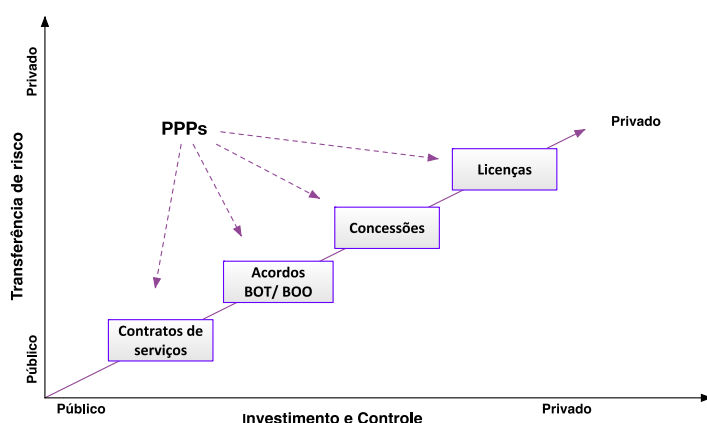 Privado
PPPs
Privado
Licenças
Transferência de risco
Concessões
Acordos
BOT/ BOO
Contratos de
serviços
Público
Público
Investimento e Controle
Privado